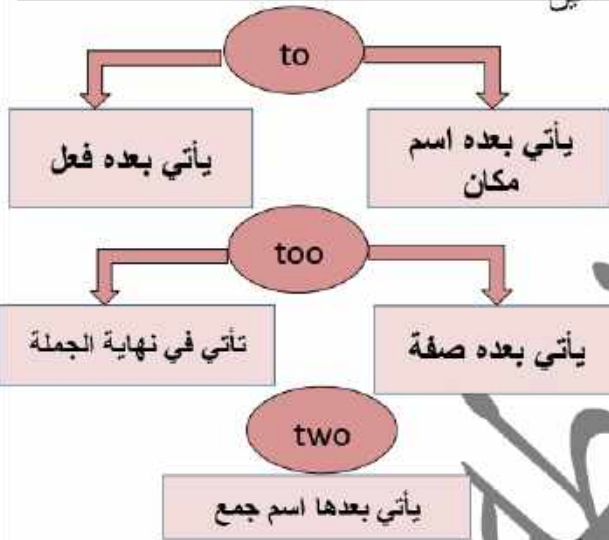 to
يأتي بعده اسم
مكان
يأتي بعده فعل
too
يأتي بعده صفة
تأتي في نهاية الجملة
two
يأتي بعدها اسم جمع